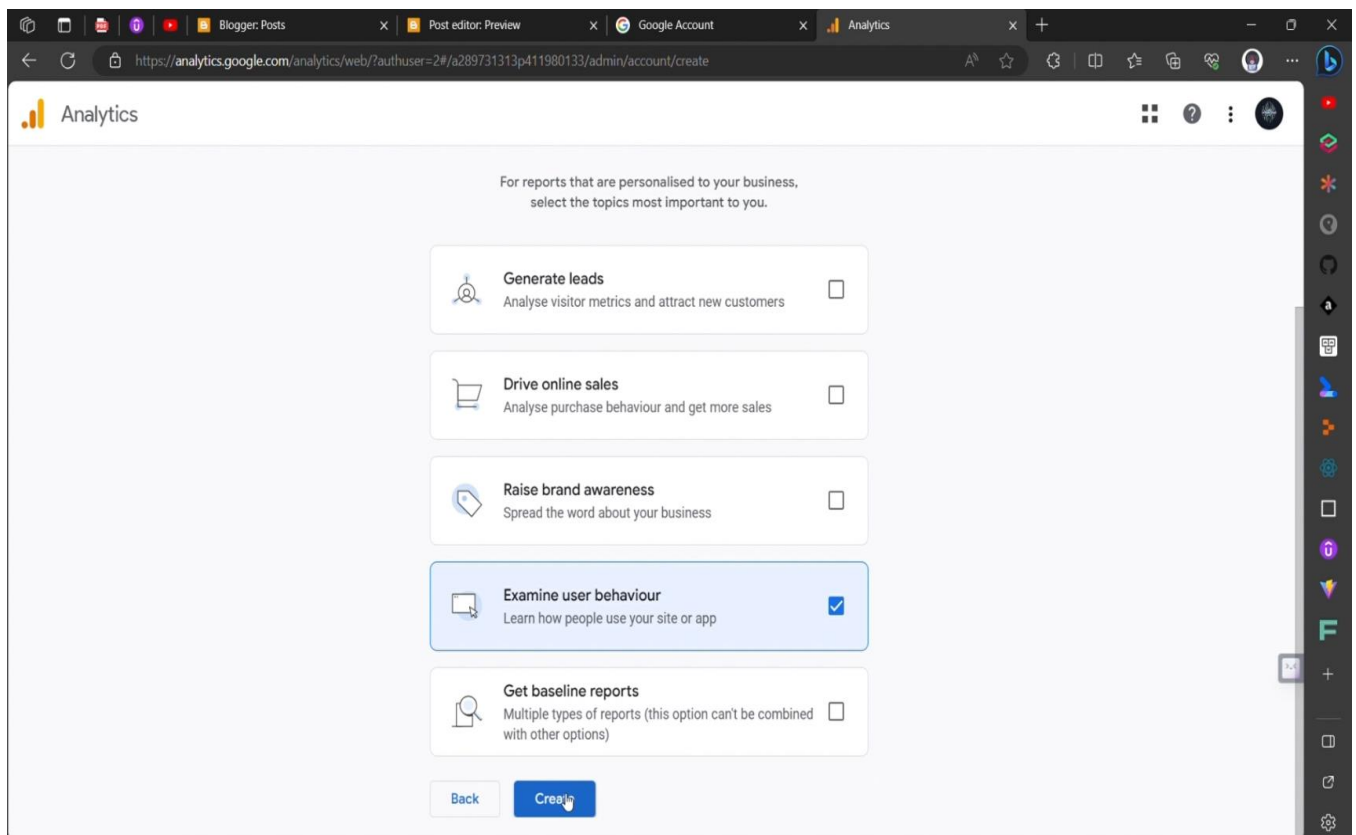 Blogger: Posts
Post editor: Preview
Google Account
Analytics
https://analytics.google.com/analytics/web/?authuser=2#/a289731313p411980133/admin/account/create
Analytics
For reports that are personalised to your business,
select the topics most important to you.
Generate leads
Analyse visitor metrics and attract new customers
Drive online sales
Analyse purchase behaviour and get more sales
Raise brand awareness
Spread the word about your business
Examine user behaviour
Learn how people use your site or app
Get baseline reports
Multiple types of reports (this option can't be combined
with other options)
Back
Create